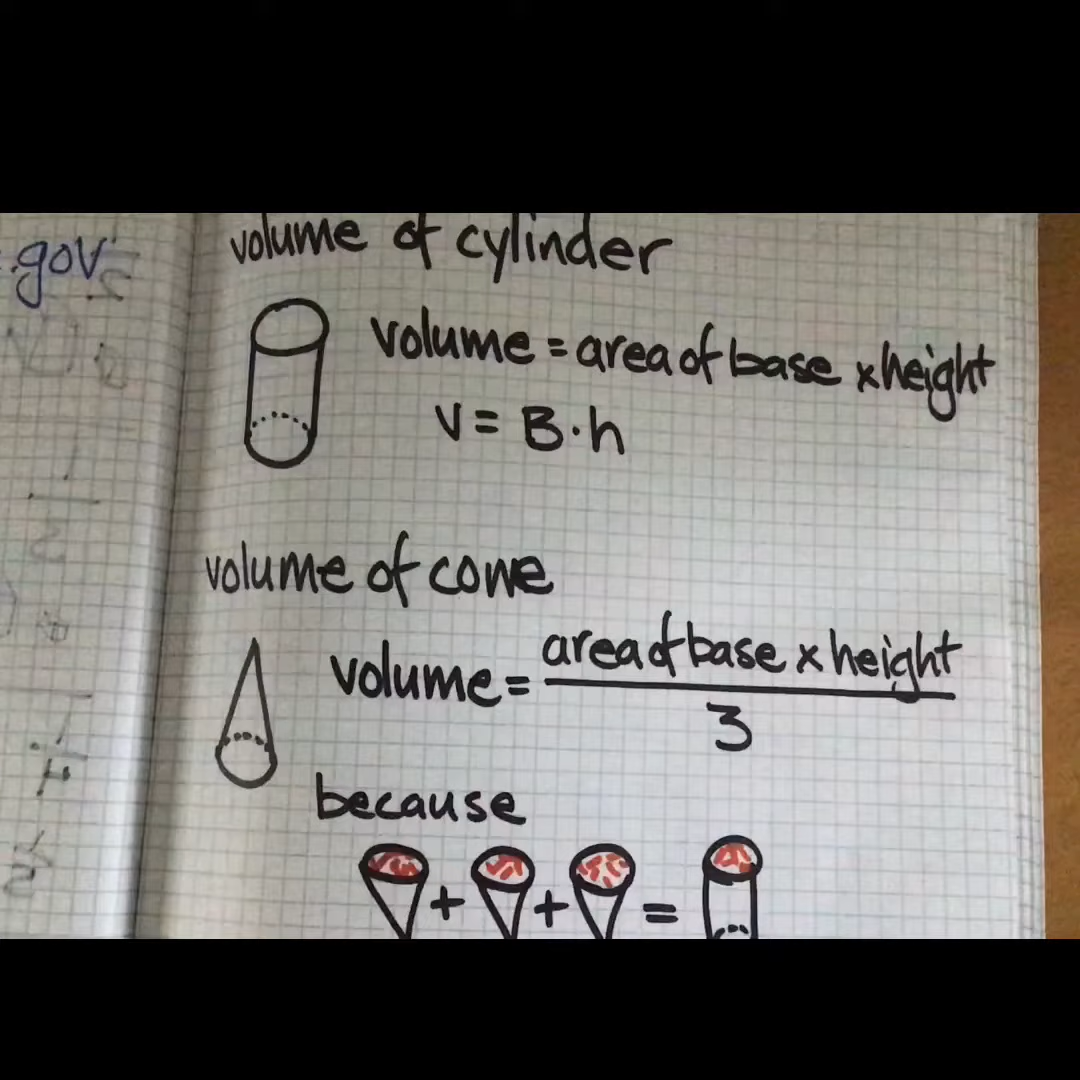 .gov
volume of cylinder
volume = area of base x height
V = B · h
volume of cone
volume = area of base x height
3
because
+ + =